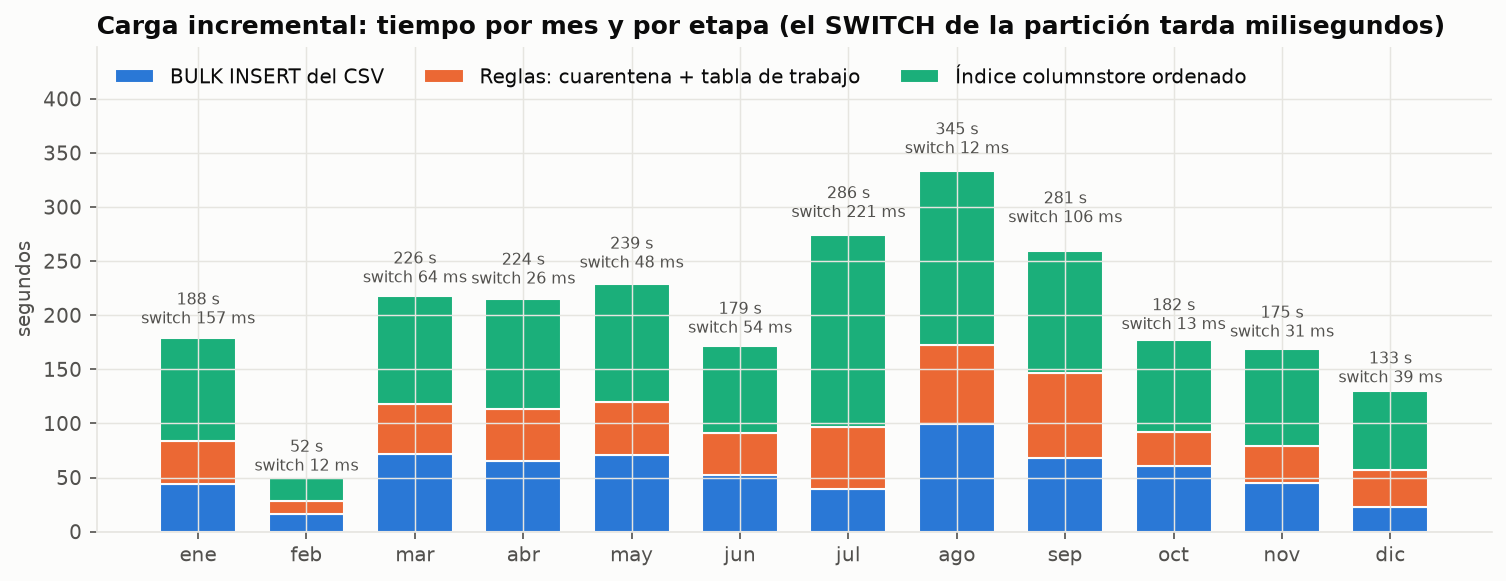 Carga incremental: tiempo por mes y por etapa (el SWITCH de la partición tarda milisegundos)
BULK INSERT del CSV
Reglas: cuarentena + tabla de trabajo
Índice columnstore ordenado
segundos
400
350
300
250
200
150
100
50
0
188 s
switch 157 ms
52 s
switch 12 ms
226 s
switch 64 ms
224 s
switch 26 ms
239 s
switch 48 ms
179 s
switch 54 ms
286 s
switch 221 ms
345 s
switch 12 ms
281 s
switch 106 ms
182 s
switch 13 ms
175 s
switch 31 ms
133 s
switch 39 ms
ene
feb
mar
abr
may
jun
jul
ago
sep
oct
nov
dic